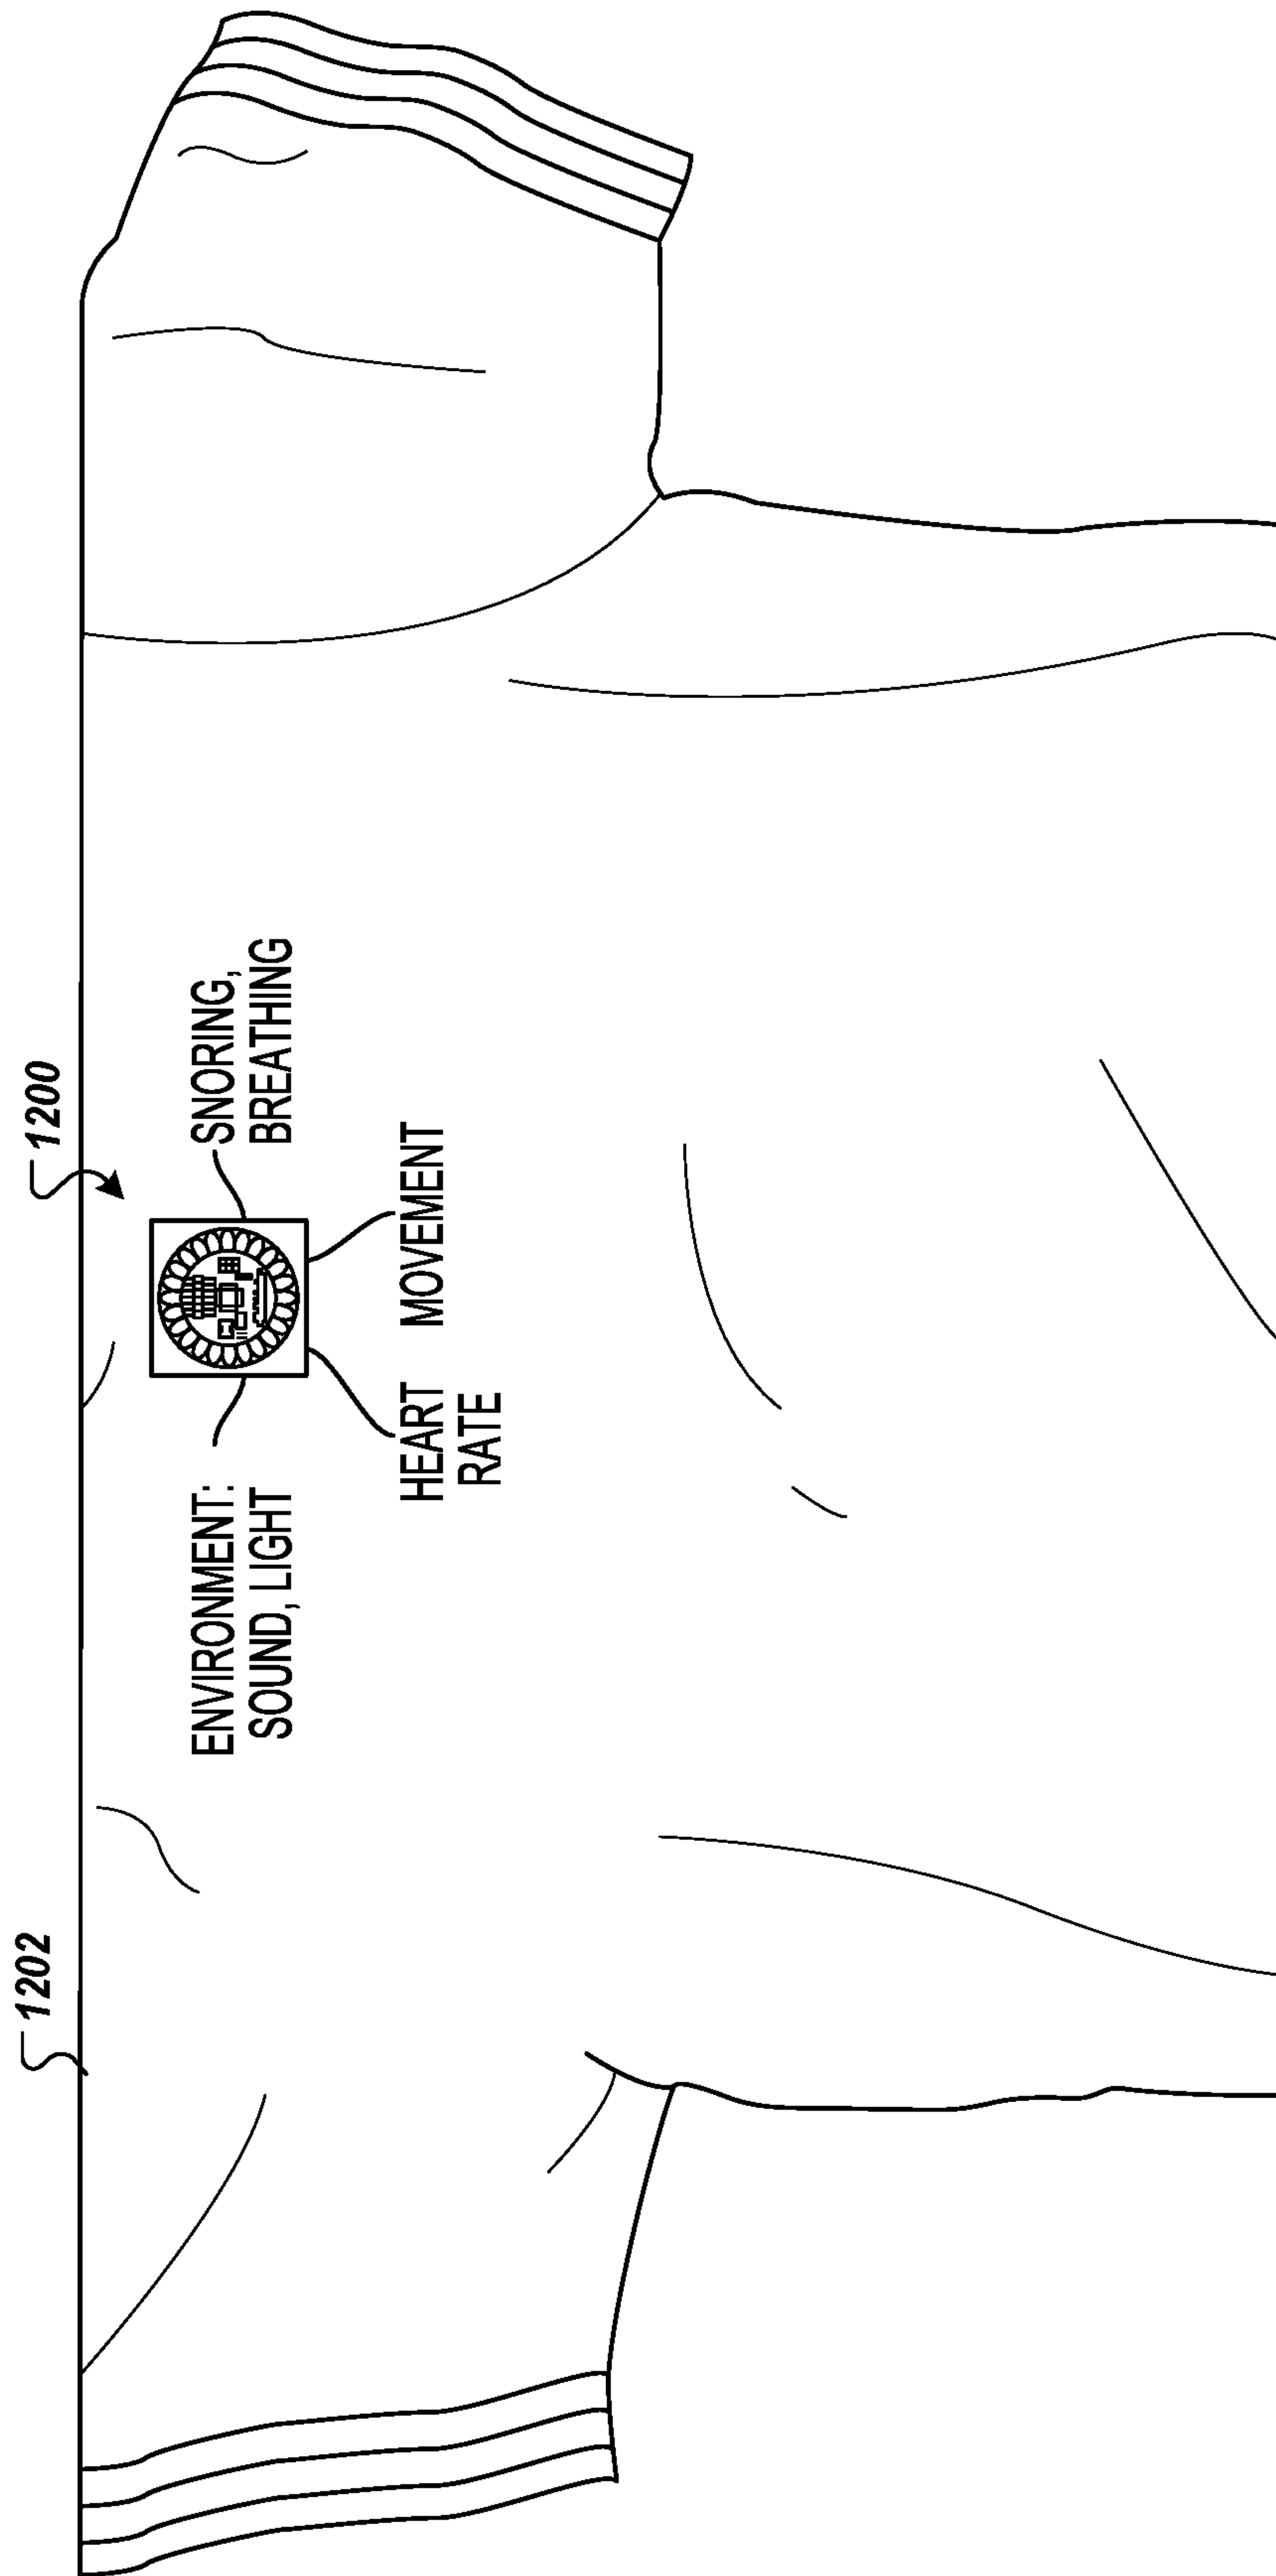 1202
1200
ENVIRONMENT:
SOUND, LIGHT
SNORING,
BREATHING
HEART
RATE
MOVEMENT